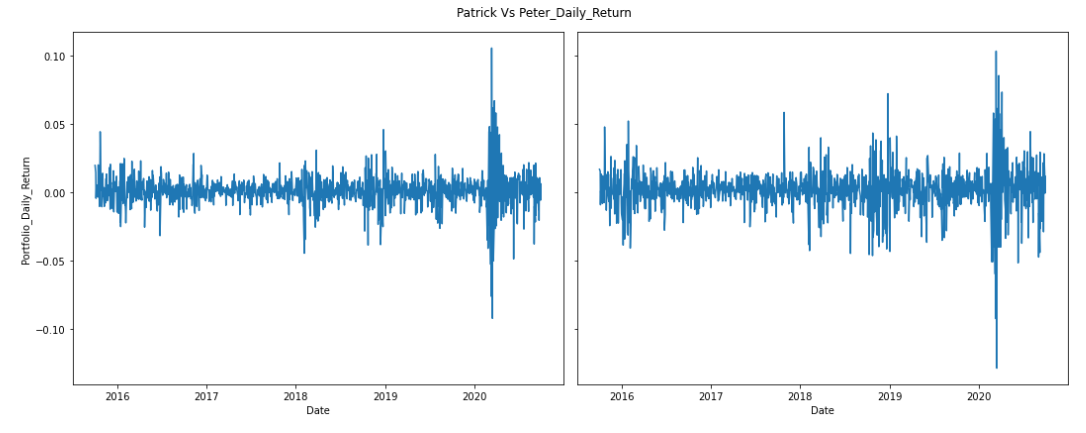 Patrick Vs Peter_Daily_Return
Portfolio_Daily_Return
0.10
0.05
0.00
−0.05
−0.10
2016 2017 2018 2019 2020
Date
2016 2017 2018 2019 2020
Date